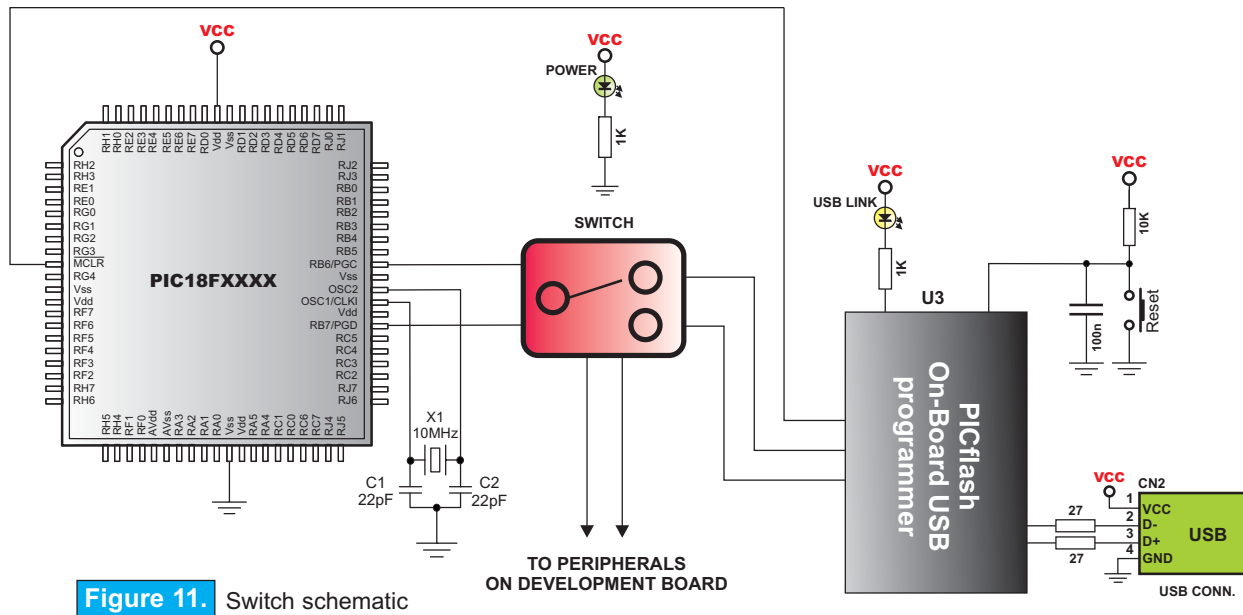 VCC
VCC
POWER
1K
RH1 RH0 RE2 RE3 RE4 RE5 RE6 RE7 RD0 Vdd Vss RD1 RD2 RD3 RD4 RD5 RD6 RD7 RJ0 RJ1
RH2
RH3
RE1
RE0
RG0
RG1
RG2
RG3
MCLR
RG4
Vss
Vdd
RF7
RF6
RF5
RF4
RF3
RF2
RH7
RH6
PIC18FXXXX
RJ2
RJ3
RB0
RB1
RB2
RB3
RB4
RB5
RB6/PGC
Vss
OSC2
OSC1/CLKI
Vdd
RB7/PGD
RC5
RC4
RC3
RC2
RJ7
RJ6
RH5 RH4 RF1 RF0 AVdd AVss RA3 RA2 RA1 RA0 Vss Vdd RA5 RA4 RC1 RC0 RC6 RC7 RJ4 RJ5
X1
10MHz
C1
22pF
C2
22pF
SWITCH
TO PERIPHERALS
ON DEVELOPMENT BOARD
VCC
USB LINK
1K
U3
PICflash
On-Board USB
programmer
VCC
10K
100n
Reset
VCC
CN2
27
27
1
2
3
4
VCC
D-
D+
GND
USB
USB CONN.
Figure 11. Switch schematic